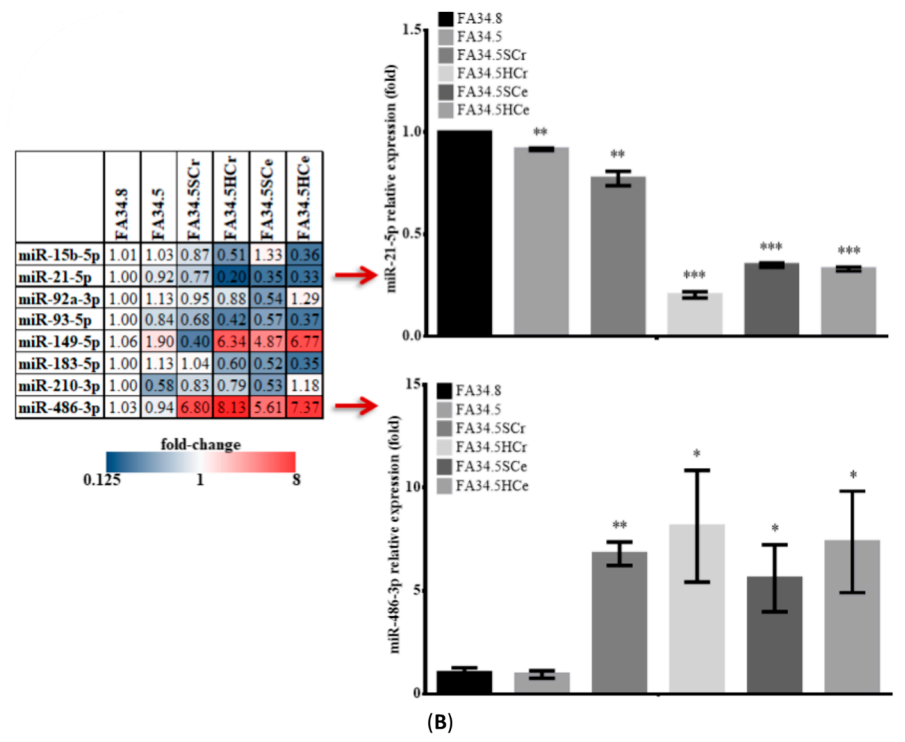 FA34.8 FA34.5 FA34.5SCr FA34.5HCr FA34.5SCe FA34.5HCe
miR-15b-5p 1.01 1.03 0.87 0.51 1.33 0.36
miR-21-5p 1.00 0.92 0.77 0.20 0.35 0.33
miR-92a-3p 1.00 1.13 0.95 0.88 0.54 1.29
miR-93-5p 1.00 0.84 0.68 0.42 0.57 0.37
miR-149-5p 1.06 1.90 0.40 6.34 4.87 6.77
miR-183-5p 1.00 1.13 1.04 0.60 0.52 0.35
miR-210-3p 1.00 0.58 0.83 0.79 0.53 1.18
miR-486-3p 1.03 0.94 6.80 8.13 5.61 7.37
fold-change
0.125 1 8
miR-21-5p relative expression (fold)
1.5
1.0
0.5
0.0
FA34.8
FA34.5
FA34.5SCr
FA34.5HCr
FA34.5SCe
FA34.5HCe
** ** *** *** ***
miR-486-3p relative expression (fold)
15
10
5
0
FA34.8
FA34.5
FA34.5SCr
FA34.5HCr
FA34.5SCe
FA34.5HCe
** * * *
(B)